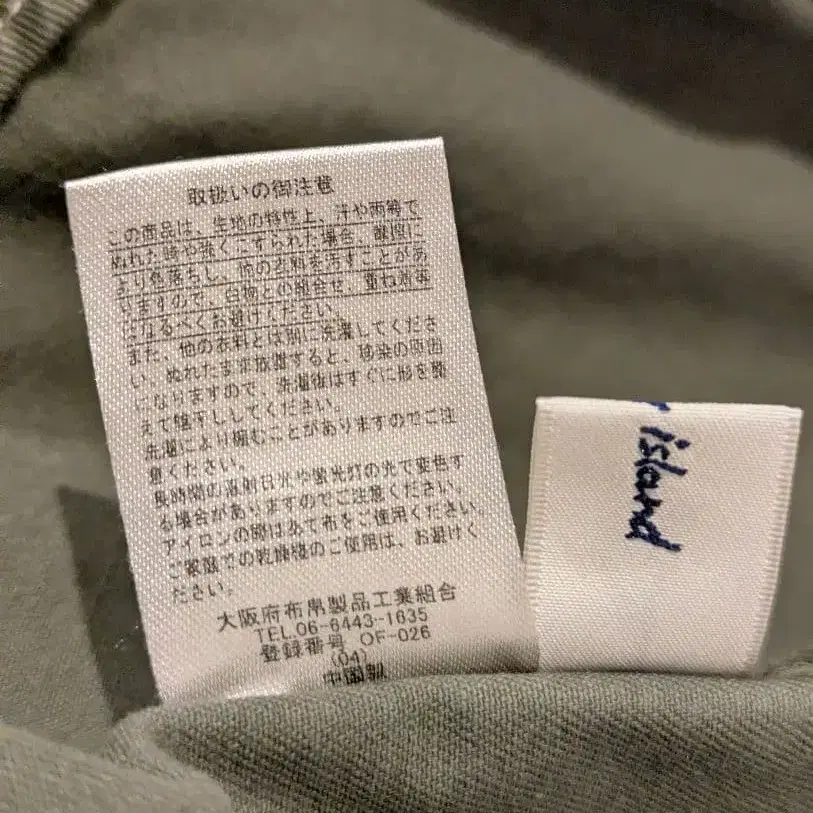 取扱いの御注意
この商品は、生地の特性上、汗や雨等で
ぬれた時や強くこすられた場合、摩擦に
より色落ちし、他の衣料を汚すことがあ
りますので、白物との組合せ、重ね着等
はなるべくお避けください。
また、他の衣料とは別に洗濯してくださ
い、ぬれたまま放置すると、移染の原因
になりますので、洗濯後はすぐに形を整
えて陰干ししてください。
洗濯により縮むことがありますのでご注
意ください。
長時間の直射日光や蛍光灯の光で変色す
る場合がありますのでご注意ください。
アイロンの際はあて布をご使用ください。
ご家庭での乾燥機のご使用は、お避けく
ださい。
大阪府布帛製品工業組合
TEL.06-6443-1635
登録番号 OF-026
(04)
中国製
island